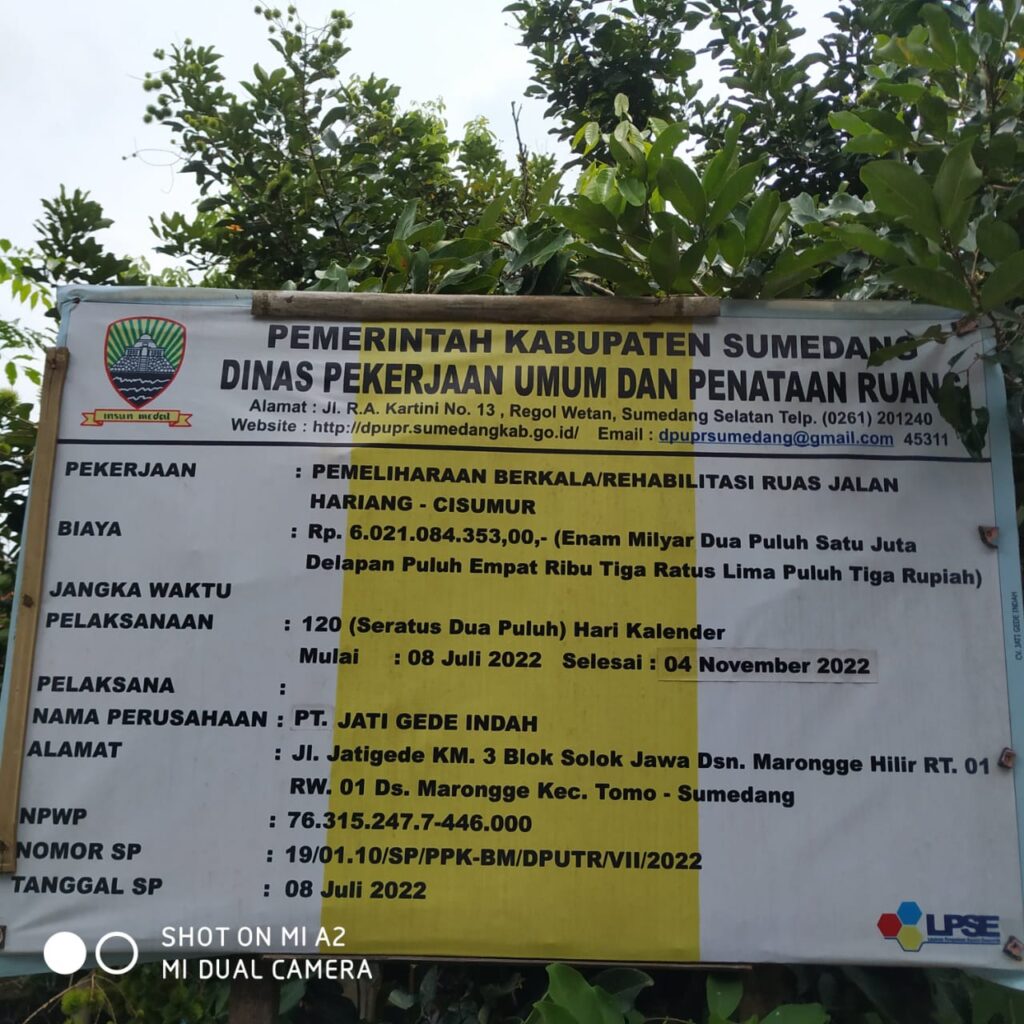 insun medal
PEMERINTAH KABUPATEN SUMEDANG
DINAS PEKERJAAN UMUM DAN PENATAAN RUANG
Alamat : Jl. R.A. Kartini No. 13 , Regol Wetan, Sumedang Selatan Telp. (0261) 201240
Website : http://dpupr.sumedangkab.go.id/ Email : dpuprsumedang@gmail.com 45311
PEKERJAAN : PEMELIHARAAN BERKALA/REHABILITASI RUAS JALAN
HARIANG - CISUMUR
BIAYA : Rp. 6.021.084.353,00,- (Enam Milyar Dua Puluh Satu Juta
Delapan Puluh Empat Ribu Tiga Ratus Lima Puluh Tiga Rupiah)
JANGKA WAKTU
PELAKSANAAN : 120 (Seratus Dua Puluh) Hari Kalender
Mulai : 08 Juli 2022 Selesai : 04 November 2022
PELAKSANA :
NAMA PERUSAHAAN : PT. JATI GEDE INDAH
ALAMAT : Jl. Jatigede KM. 3 Blok Solok Jawa Dsn. Marongge Hilir RT. 01
RW. 01 Ds. Marongge Kec. Tomo - Sumedang
NPWP : 76.315.247.7-446.000
NOMOR SP : 19/01.10/SP/PPK-BM/DPUTR/VII/2022
TANGGAL SP : 08 Juli 2022
CV. JATI GEDE INDAH
LPSE
SHOT ON MI A2
MI DUAL CAMERA